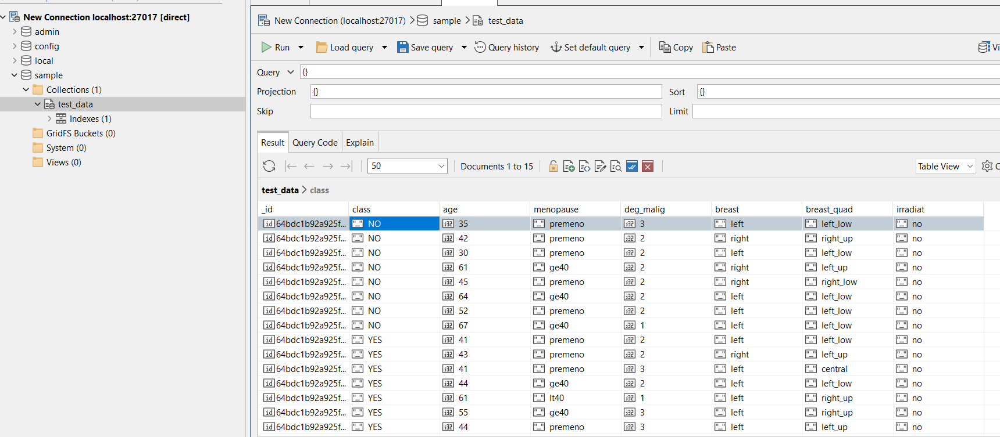 New Connection localhost:27017 [direct]
admin
config
local
sample
Collections (1)
test_data
Indexes (1)
GridFS Buckets (0)
System (0)
Views (0)
New Connection (localhost:27017) sample test_data
Run Load query Save query Query history Set default query Copy Paste
Query {}
Projection {} Sort {}
Skip Limit
Result Query Code Explain
50 Documents 1 to 15 Table View
test_data class
_id class age menopause deg_malig breast breast_quad irradiat
64bdc1b92a925f... NO 35 premeno 3 left left_low no
64bdc1b92a925f... NO 42 premeno 2 right right_up no
64bdc1b92a925f... NO 30 premeno 2 left left_low no
64bdc1b92a925f... NO 61 ge40 2 right left_up no
64bdc1b92a925f... NO 45 premeno 2 right right_low no
64bdc1b92a925f... NO 64 ge40 2 left left_low no
64bdc1b92a925f... NO 52 premeno 2 left left_low no
64bdc1b92a925f... NO 67 ge40 1 left left_low no
64bdc1b92a925f... YES 41 premeno 2 left left_low no
64bdc1b92a925f... YES 43 premeno 2 right left_up no
64bdc1b92a925f... YES 41 premeno 3 left central no
64bdc1b92a925f... YES 44 ge40 2 left left_low no
64bdc1b92a925f... YES 61 lt40 1 left right_up no
64bdc1b92a925f... YES 55 ge40 3 left right_up no
64bdc1b92a925f... YES 44 premeno 3 left left_up no